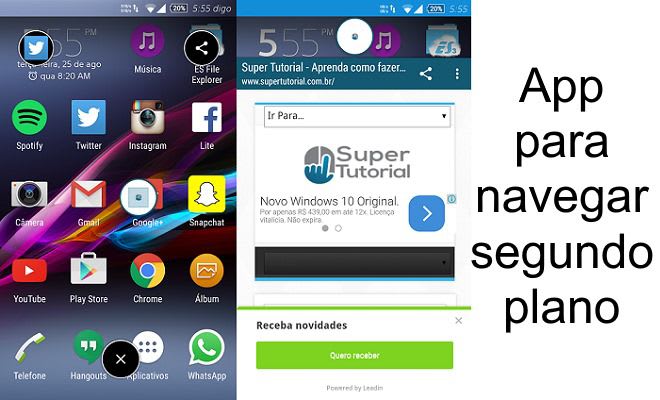 20% 5:55 digo
5:55 PM
terça-feira, 25 de ago
qua 8:20 AM
Música
ES File
Explorer
Spotify
Twitter
Instagram
Lite
Câmera
Gmail
Google+
Snapchat
YouTube
Play Store
Chrome
Álbum
Telefone
Hangouts
Aplicativos
WhatsApp
20% 5:55
5 55 PM
ES
3
Super Tutorial - Aprenda como fazer...
www.supertutorial.com.br/
Ir Para...
Super
Tutorial
Novo Windows 10 Original.
Por apenas R$ 439,00 em até 12x. Licença
vitalícia. Não expira.
Receba novidades
Quero receber
Powered by Leadin
App
para
navegar
segundo
plano